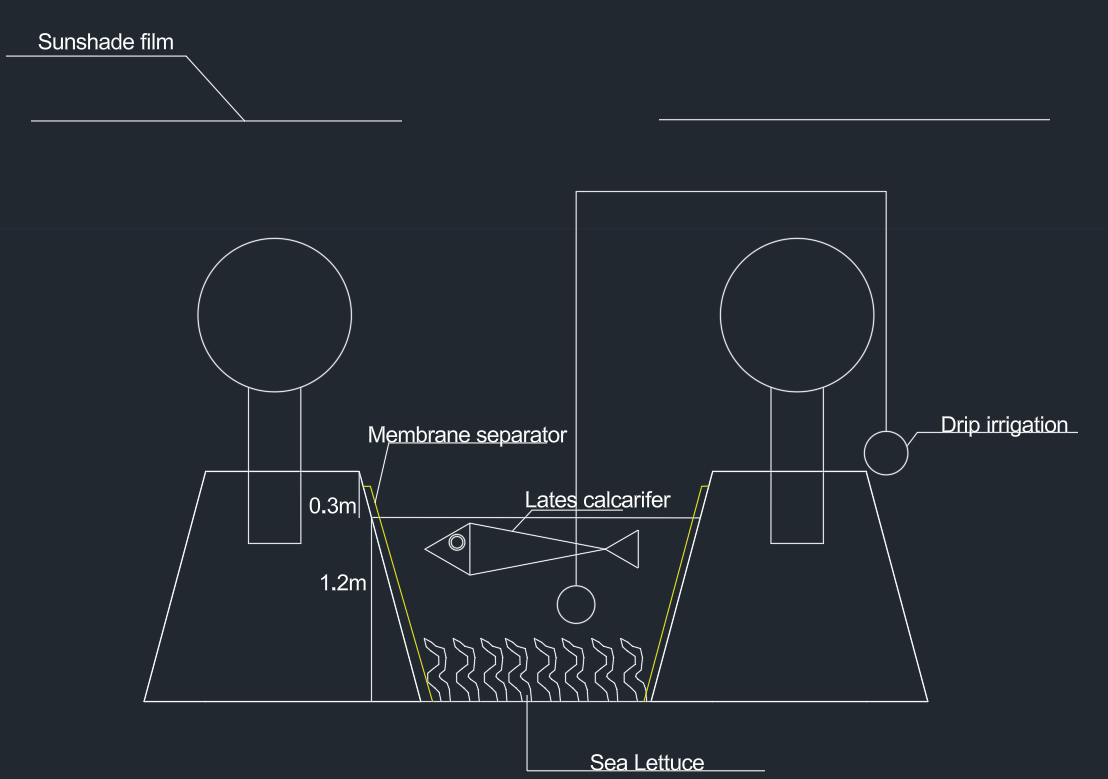 Sunshade film
Drip irrigation
Membrane separator
Lates calcarifer
0.3m
1.2m
Sea Lettuce